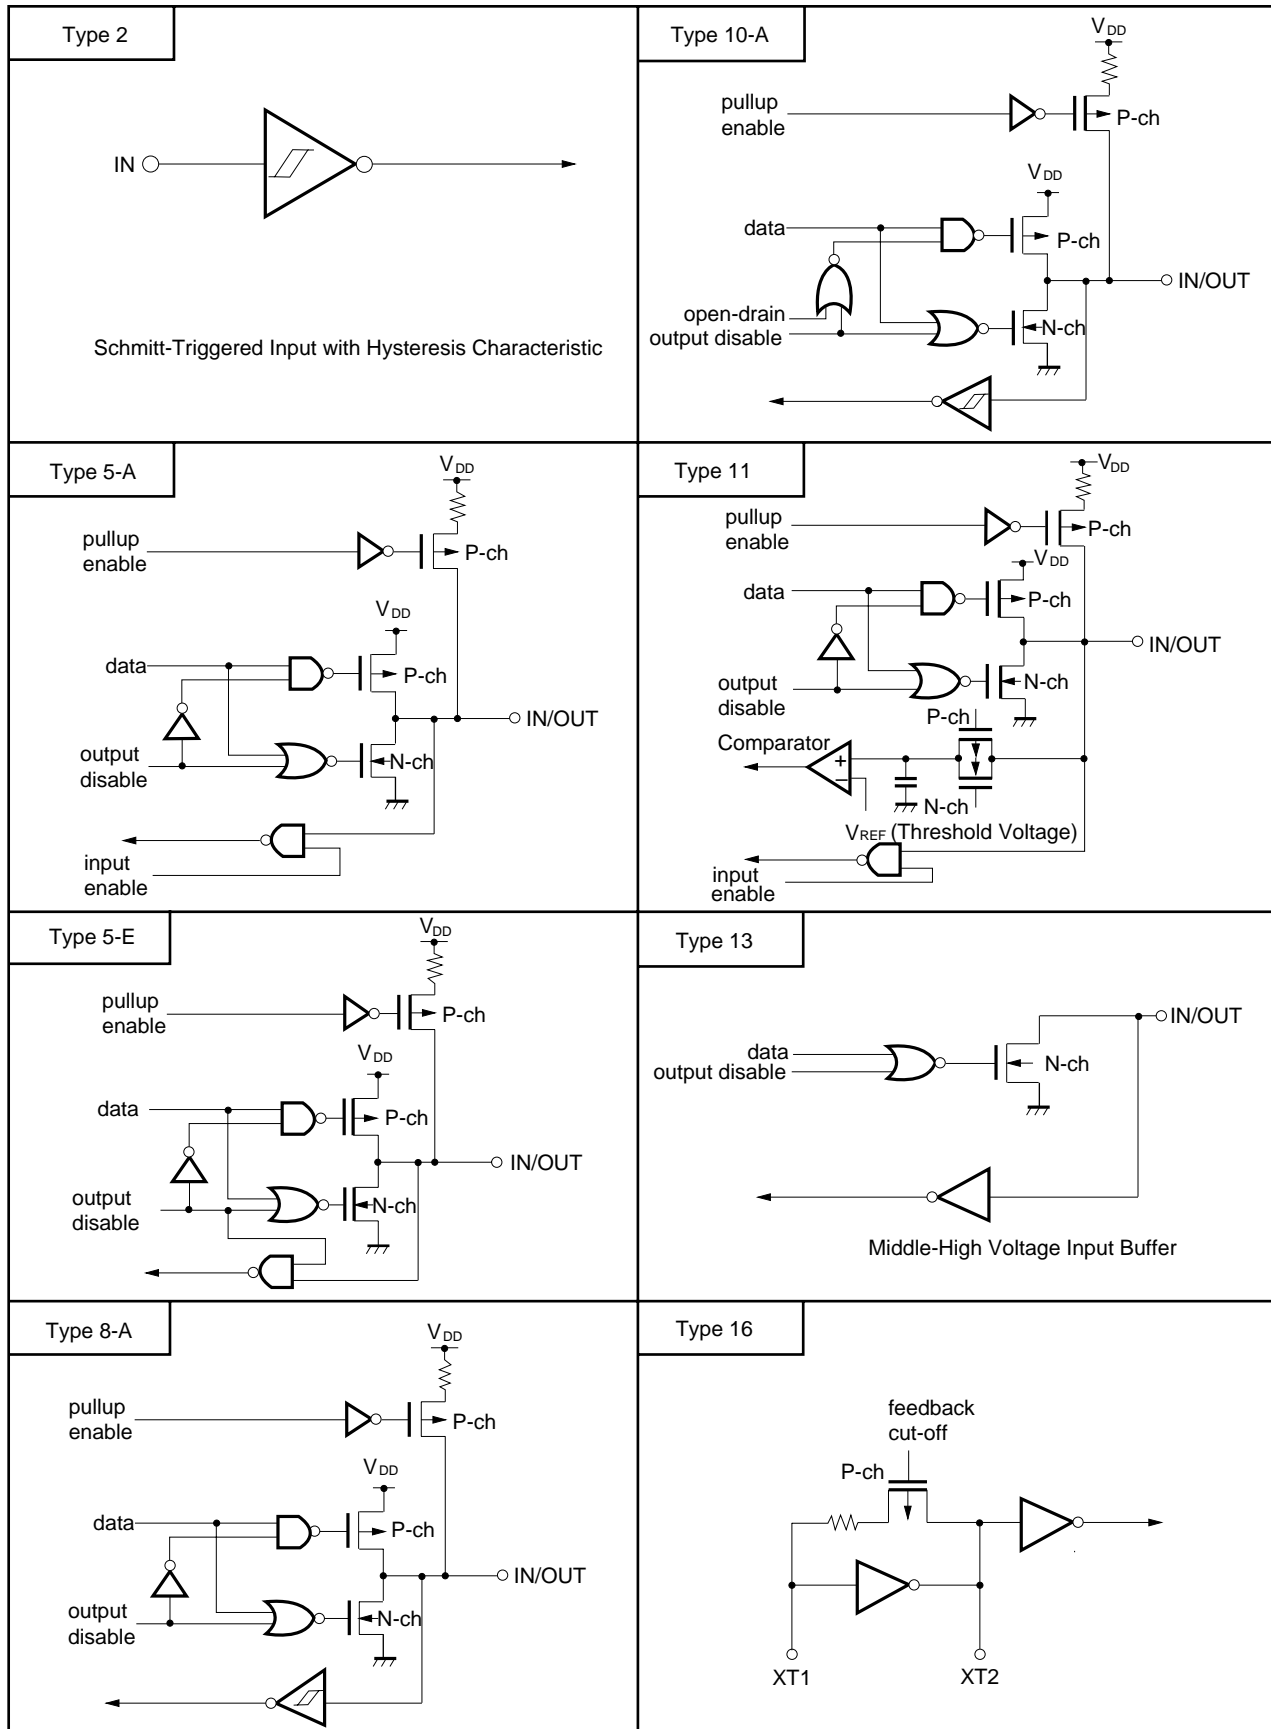 Type 2
IN
Schmitt-Triggered Input with Hysteresis Characteristic
Type 10-A
VDD
pullup
enable
P-ch
VDD
data
P-ch
IN/OUT
open-drain
output disable
N-ch
Type 5-A
VDD
pullup
enable
P-ch
VDD
data
P-ch
IN/OUT
output
disable
N-ch
input
enable
Type 11
VDD
pullup
enable
P-ch
VDD
data
P-ch
IN/OUT
output
disable
N-ch
P-ch
Comparator
+
−
N-ch
VREF (Threshold Voltage)
input
enable
Type 5-E
VDD
pullup
enable
P-ch
VDD
data
P-ch
IN/OUT
output
disable
N-ch
Type 13
IN/OUT
data
output disable
N-ch
Middle-High Voltage Input Buffer
Type 8-A
VDD
pullup
enable
P-ch
VDD
data
P-ch
IN/OUT
output
disable
N-ch
Type 16
feedback
cut-off
P-ch
XT1
XT2